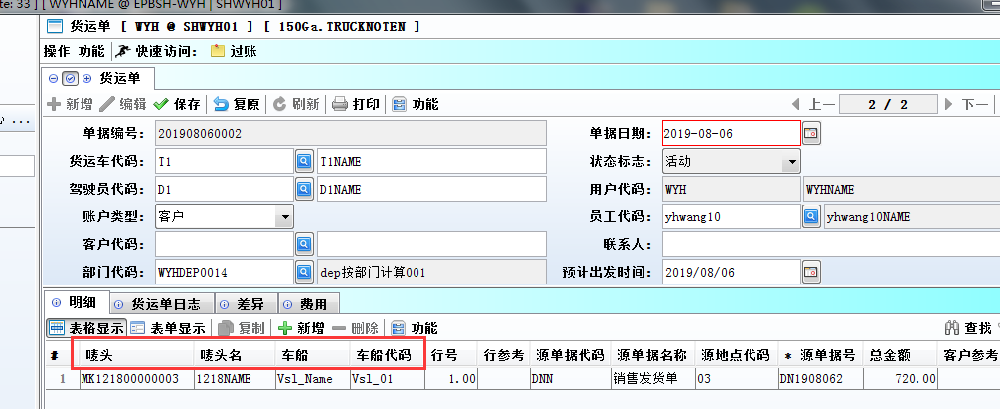 te: 33 ] [ WYHNAME @ EPBSH-WYH | SHWYH01 ]
货运单 [ WYH @ SHWYH01 ] [ 150Ga.TRUCKNOTEN ]
操作 功能 快速访问: 过账
货运单
新增 编辑 保存 复原 刷新 打印 功能 上一 2 / 2 下一
单据编号: 201908060002 单据日期: 2019-08-06
货运车代码: T1 T1NAME 状态标志: 活动
驾驶员代码: D1 D1NAME 用户代码: WYH WYHNAME
账户类型: 客户 员工代码: yhwang10 yhwang10NAME
客户代码: 联系人:
部门代码: WYHDEP0014 dep按部门计算001 预计出发时间: 2019/08/06
明细 货运单日志 差异 费用
表格显示 表单显示 复制 新增 删除 功能 查找
# 唛头 唛头名 车船 车船代码 行号 行参考 源单据代码 源单据名称 源地点代码 * 源单据号 总金额 客户参考
1 MK121800000003 1218NAME Vsl_Name Vsl_01 1.00 DNN 销售发货单 03 DN1908062 720.00